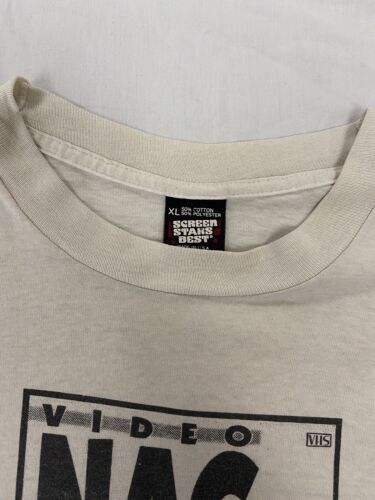 XL 50% COTTON
50% POLYESTER
SCREEN
STARS
BEST®
VIDEO
VHS